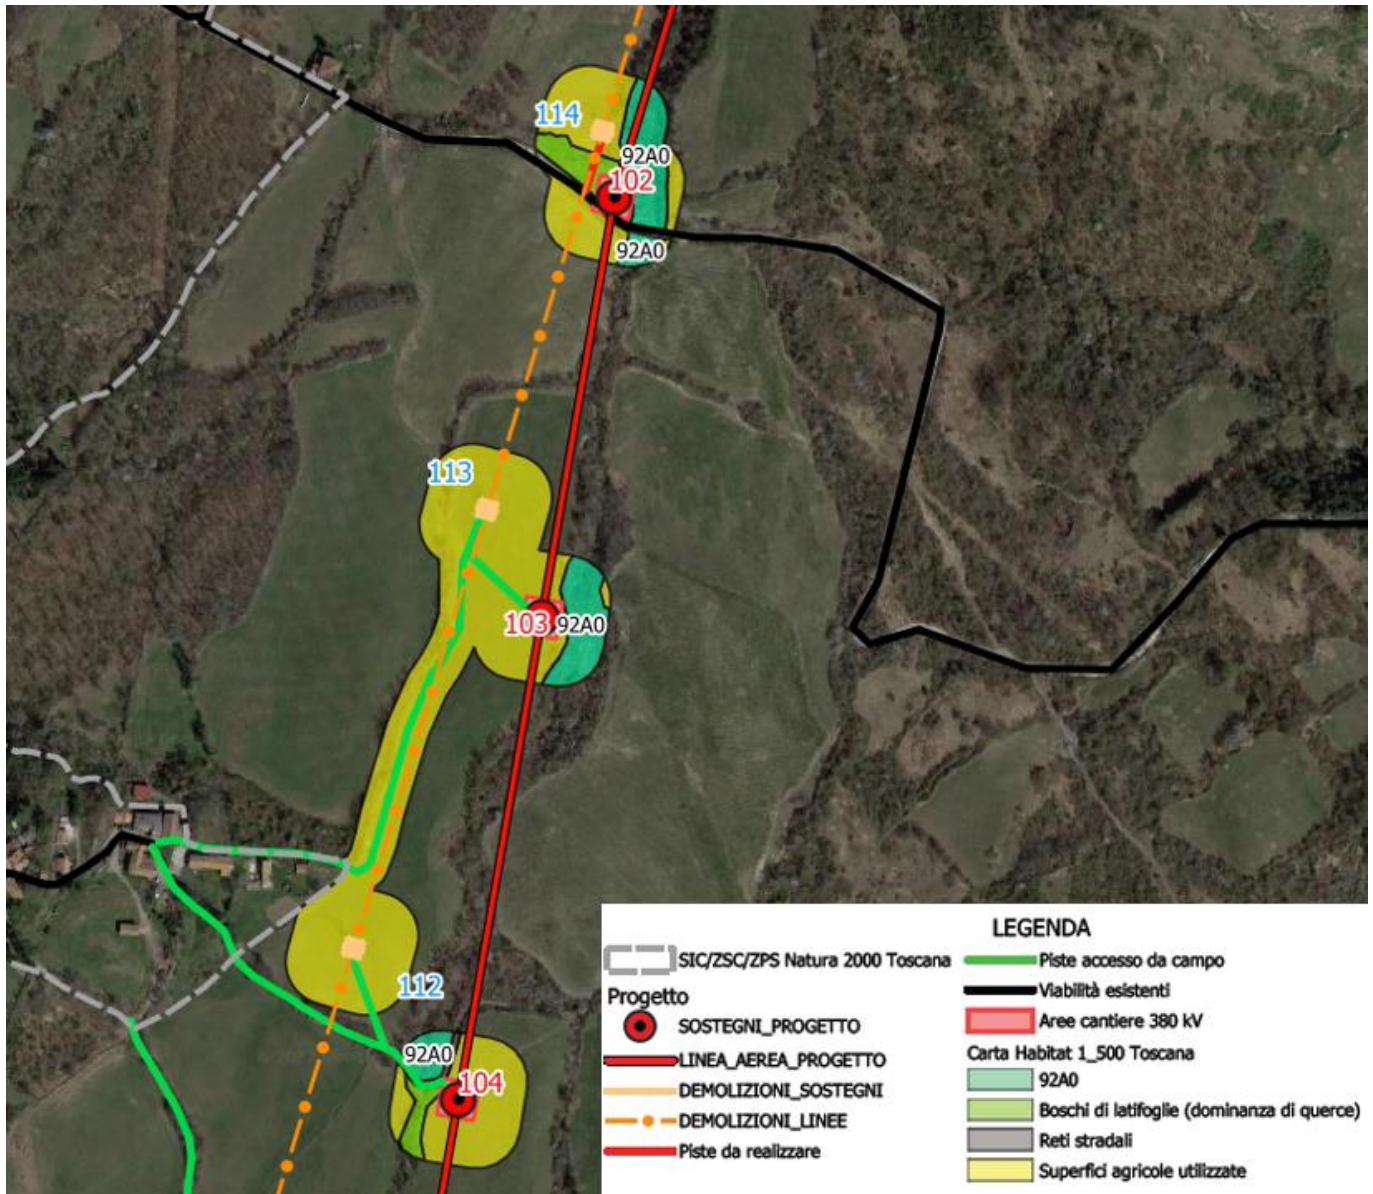 114
92A0
102
92A0
113
103
92A0
112
92A0
104
LEGENDA
SIC/ZSC/ZPS Natura 2000 Toscana
Progetto
SOSTEGNI_PROGETTO
LINEA_AEREA_PROGETTO
DEMOLIZIONI_SOSTEGNI
DEMOLIZIONI_LINEE
Piste da realizzare
Piste accesso da campo
Viabilità esistenti
Aree cantiere 380 kV
Carta Habitat 1_500 Toscana
92A0
Boschi di latifoglie (dominanza di querce)
Reti stradali
Superfici agricole utilizzate